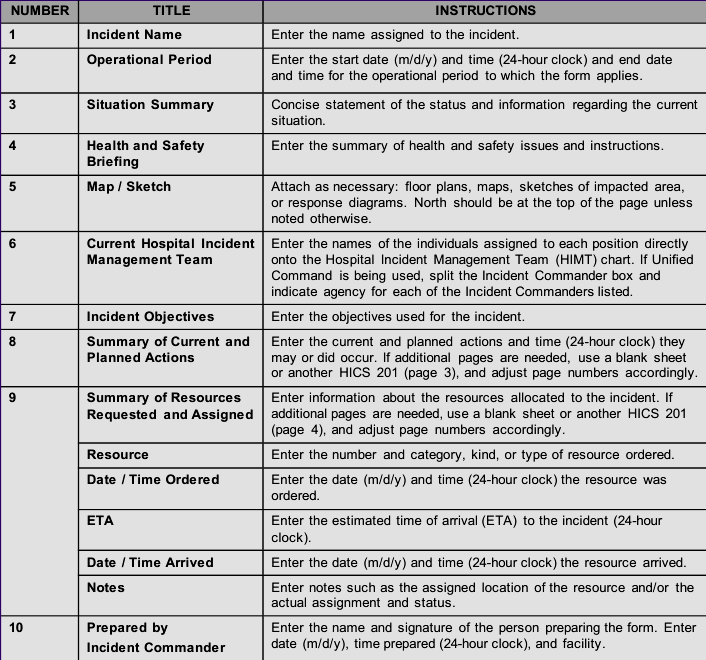 NUMBER TITLE INSTRUCTIONS
1 Incident Name Enter the name assigned to the incident.
2 Operational Period Enter the start date (m/d/y) and time (24-hour clock) and end date
and time for the operational period to which the form applies.
3 Situation Summary Concise statement of the status and information regarding the current
situation.
4 Health and Safety Enter the summary of health and safety issues and instructions.
Briefing
5 Map / Sketch Attach as necessary: floor plans, maps, sketches of impacted area,
or response diagrams. North should be at the top of the page unless
noted otherwise.
6 Current Hospital Incident Enter the names of the individuals assigned to each position directly
Management Team onto the Hospital Incident Management Team (HIMT) chart. If Unified
Command is being used, split the Incident Commander box and
indicate agency for each of the Incident Commanders listed.
7 Incident Objectives Enter the objectives used for the incident.
8 Summary of Current and Enter the current and planned actions and time (24-hour clock) they
Planned Actions may or did occur. If additional pages are needed, use a blank sheet
or another HICS 201 (page 3), and adjust page numbers accordingly.
9 Summary of Resources Enter information about the resources allocated to the incident. If
Requested and Assigned additional pages are needed, use a blank sheet or another HICS 201
(page 4), and adjust page numbers accordingly.
Resource Enter the number and category, kind, or type of resource ordered.
Date / Time Ordered Enter the date (m/d/y) and time (24-hour clock) the resource was
ordered.
ETA Enter the estimated time of arrival (ETA) to the incident (24-hour
clock).
Date / Time Arrived Enter the date (m/d/y) and time (24-hour clock) the resource arrived.
Notes Enter notes such as the assigned location of the resource and/or the
actual assignment and status.
10 Prepared by Enter the name and signature of the person preparing the form. Enter
Incident Commander date (m/d/y), time prepared (24-hour clock), and facility.